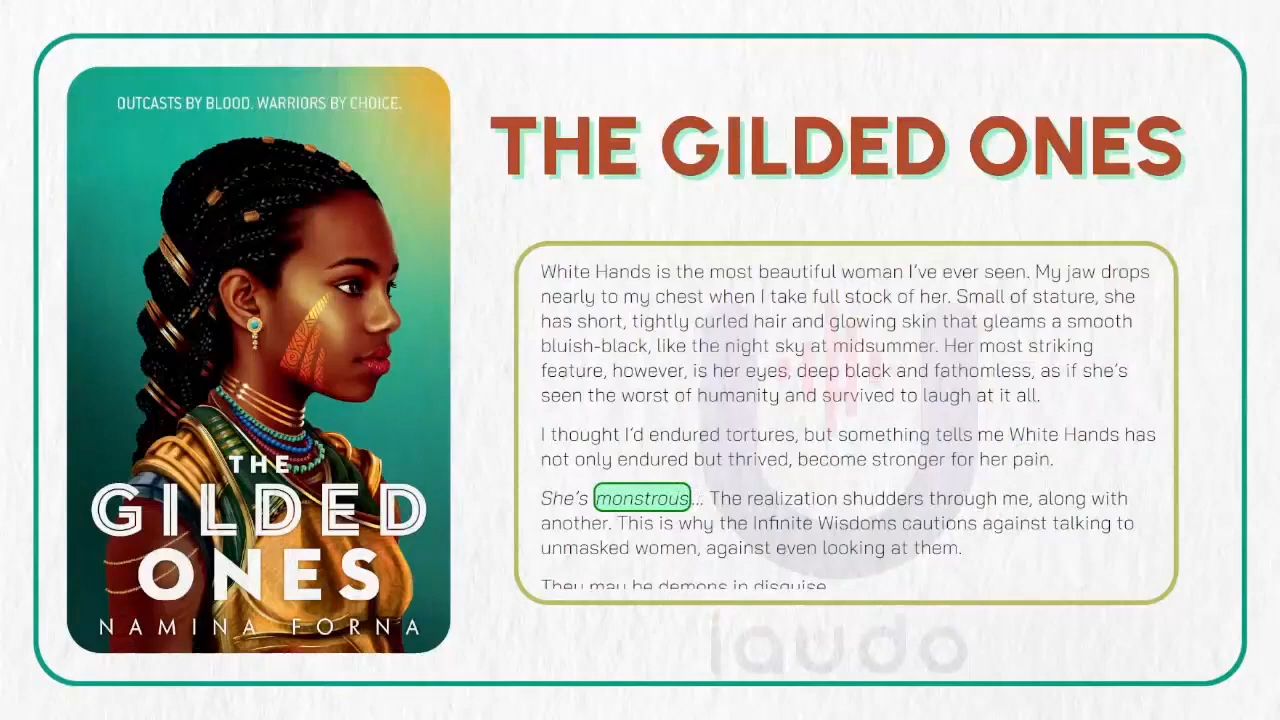 OUTCASTS BY BLOOD. WARRIORS BY CHOICE.
THE
GILDED
ONES
NAMINA FORNA
THE GILDED ONES
White Hands is the most beautiful woman I've ever seen. My jaw drops
nearly to my chest when I take full stock of her. Small of stature, she
has short, tightly curled hair and glowing skin that gleams a smooth
bluish-black, like the night sky at midsummer. Her most striking
feature, however, is her eyes, deep black and fathomless, as if she's
seen the worst of humanity and survived to laugh at it all.
I thought I'd endured tortures, but something tells me White Hands has
not only endured but thrived, become stronger for her pain.
She's monstrous... The realization shudders through me, along with
another. This is why the Infinite Wisdoms cautions against talking to
unmasked women, against even looking at them.
They may be demons in disguise
iaudo